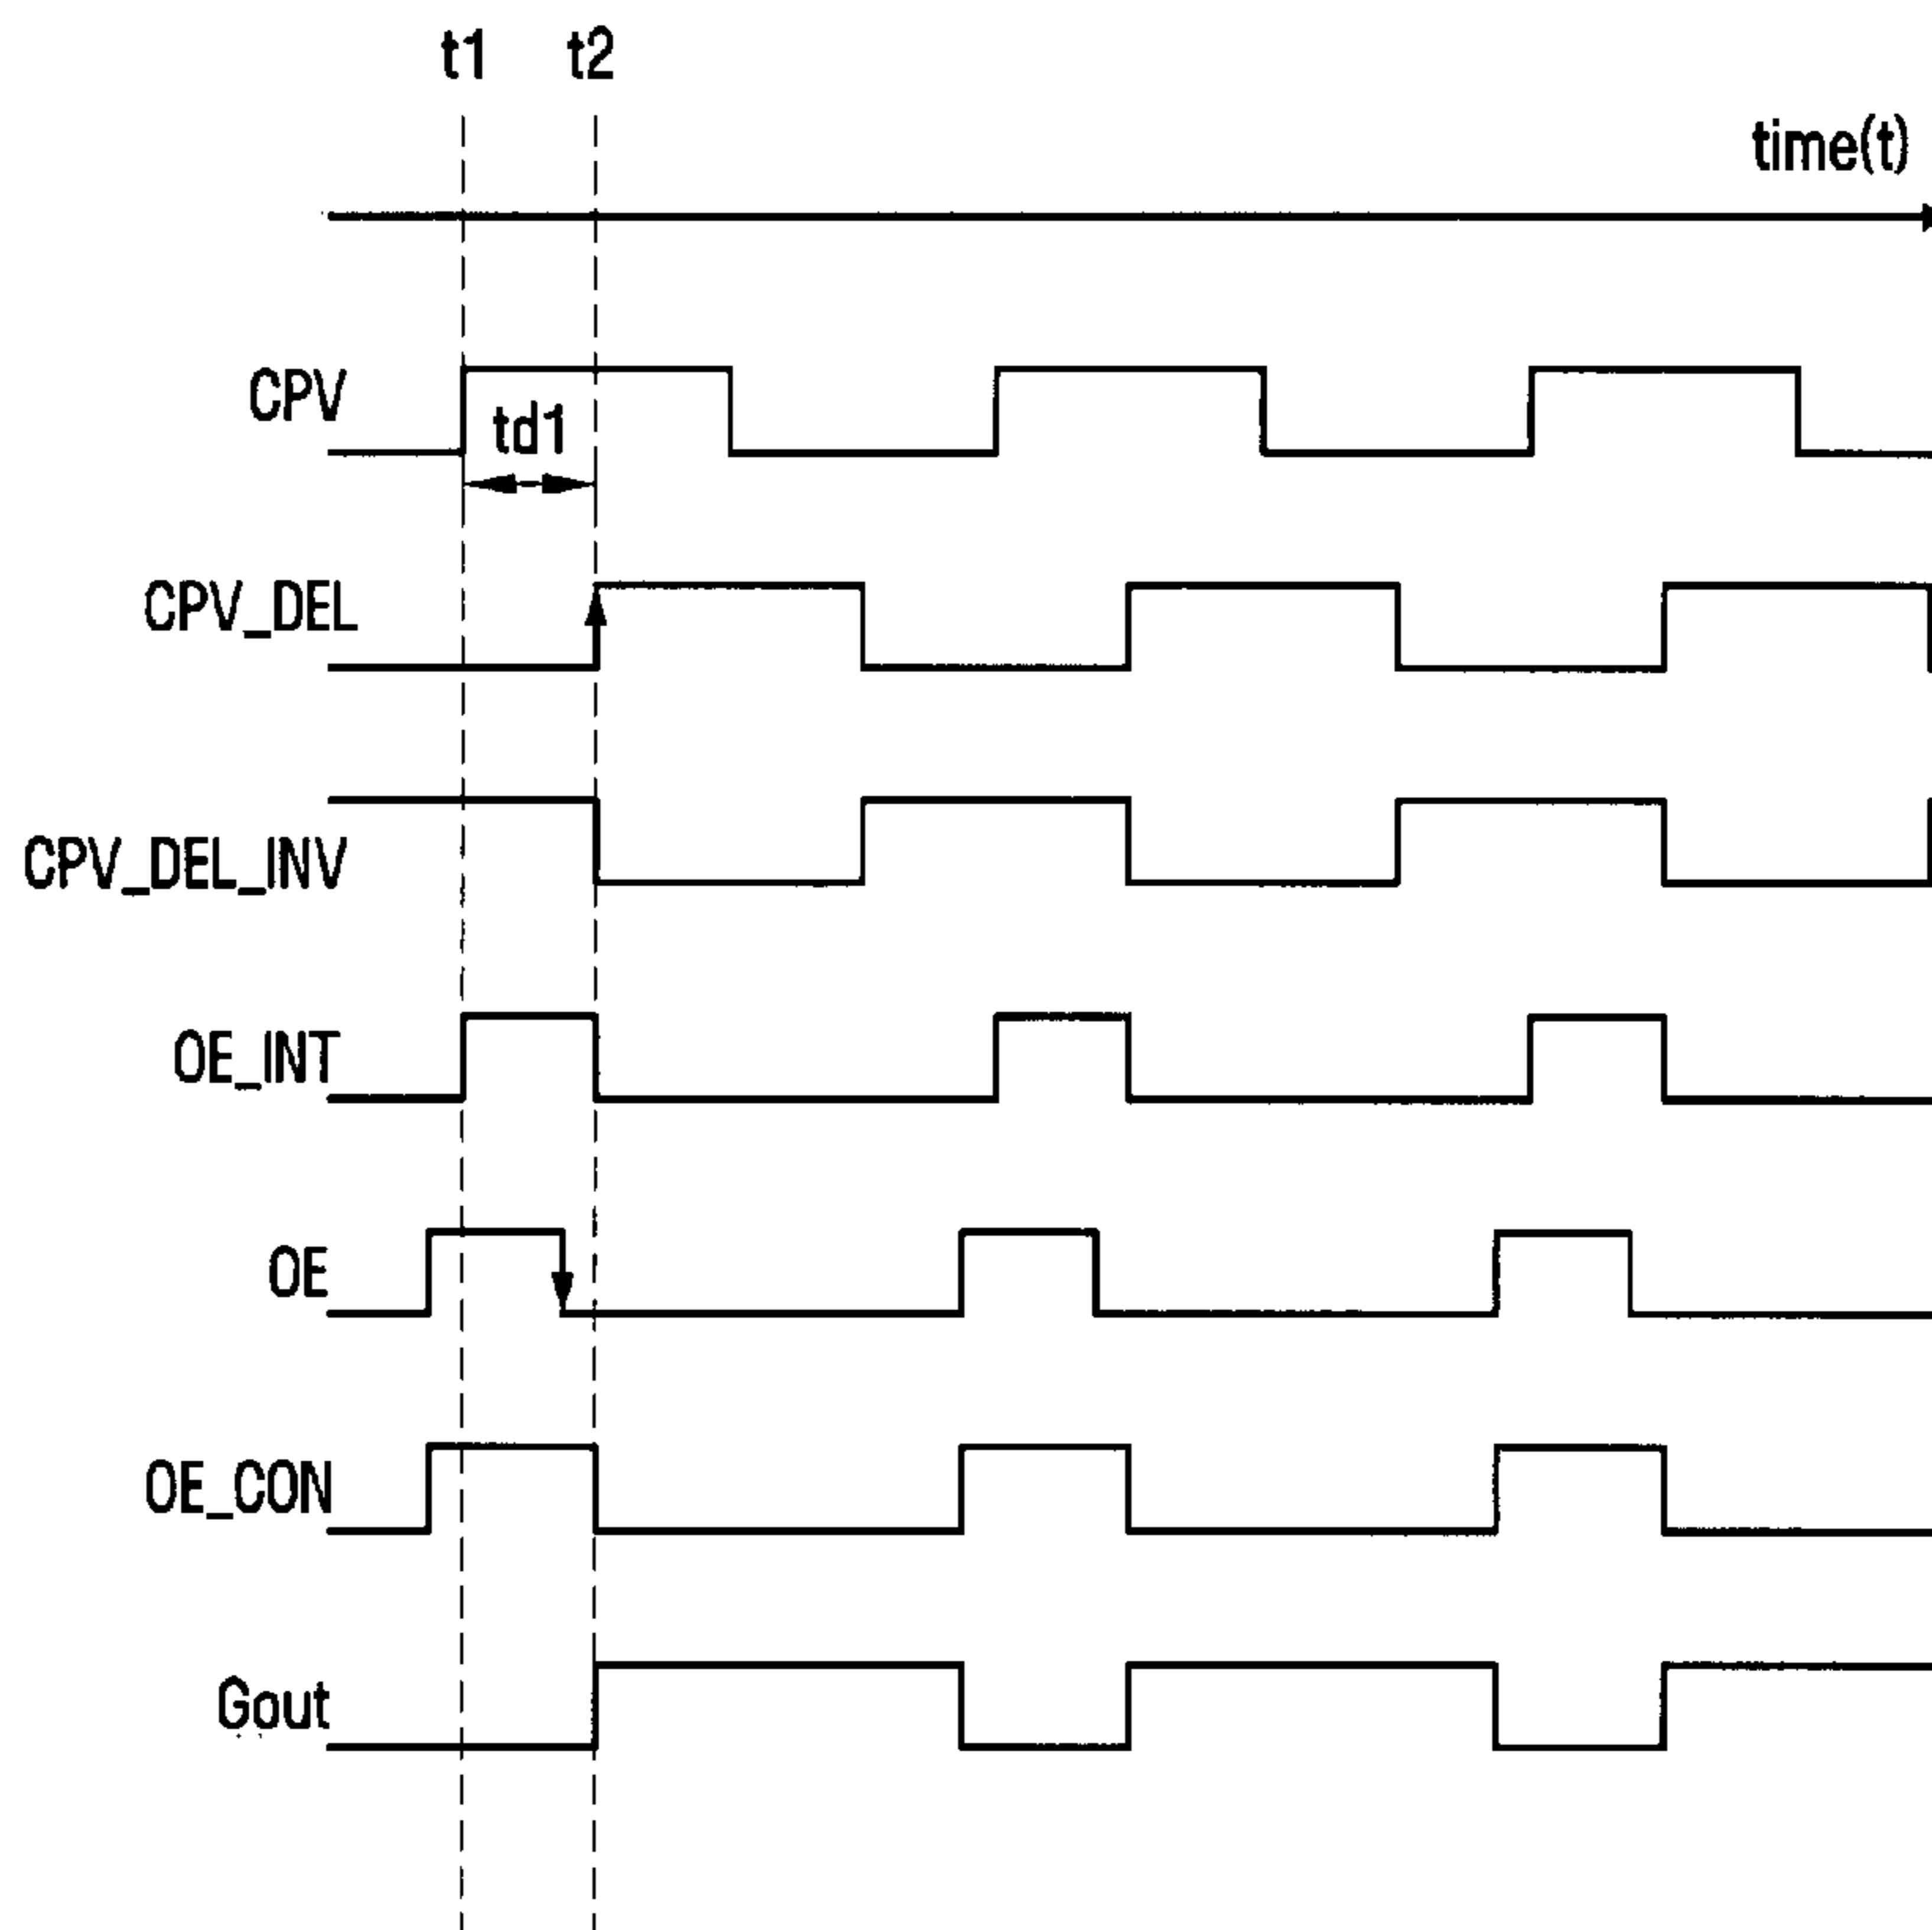 t1 t2
time(t)
CPV
td1
CPV_DEL
CPV_DEL_INV
OE_INT
OE
OE_CON
Gout